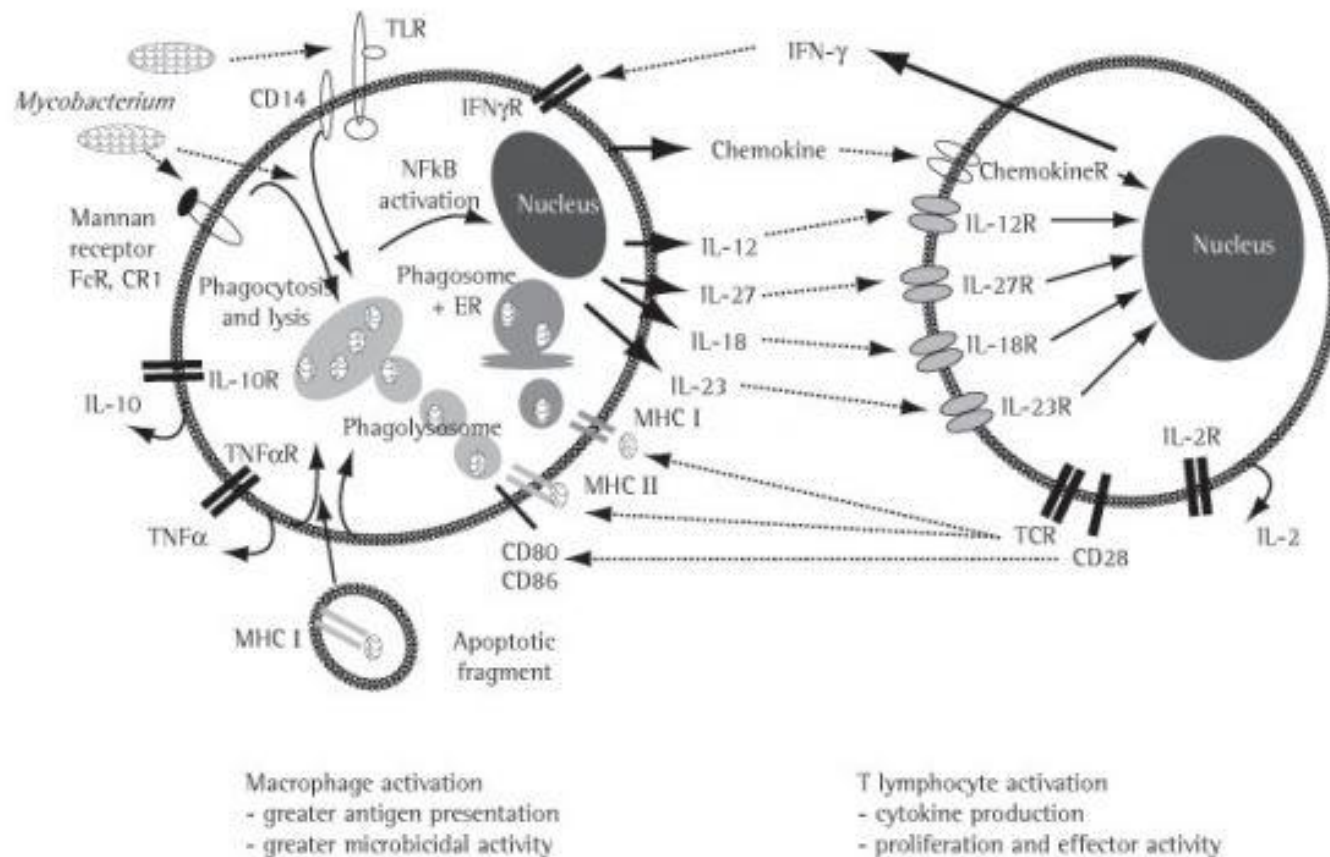 TLR
IFN-γ
CD14
IFNγR
Mycobacterium
Chemokine
ChemokineR
NFkB
activation
Nucleus
Mannan
receptor
FeR, CR1
IL-12
IL-12R
Nucleus
Phagocytosis
and lysis
Phagosome
+ ER
IL-27
IL-27R
IL-18
IL-18R
IL-10R
IL-10
IL-23
IL-23R
MHC I
Phagolysosome
IL-2R
TNFαR
MHC II
TNFα
TCR
CD28
IL-2
CD80
CD86
MHC I
Apoptotic
fragment
Macrophage activation
- greater antigen presentation
- greater microbicidal activity
T lymphocyte activation
- cytokine production
- proliferation and effector activity